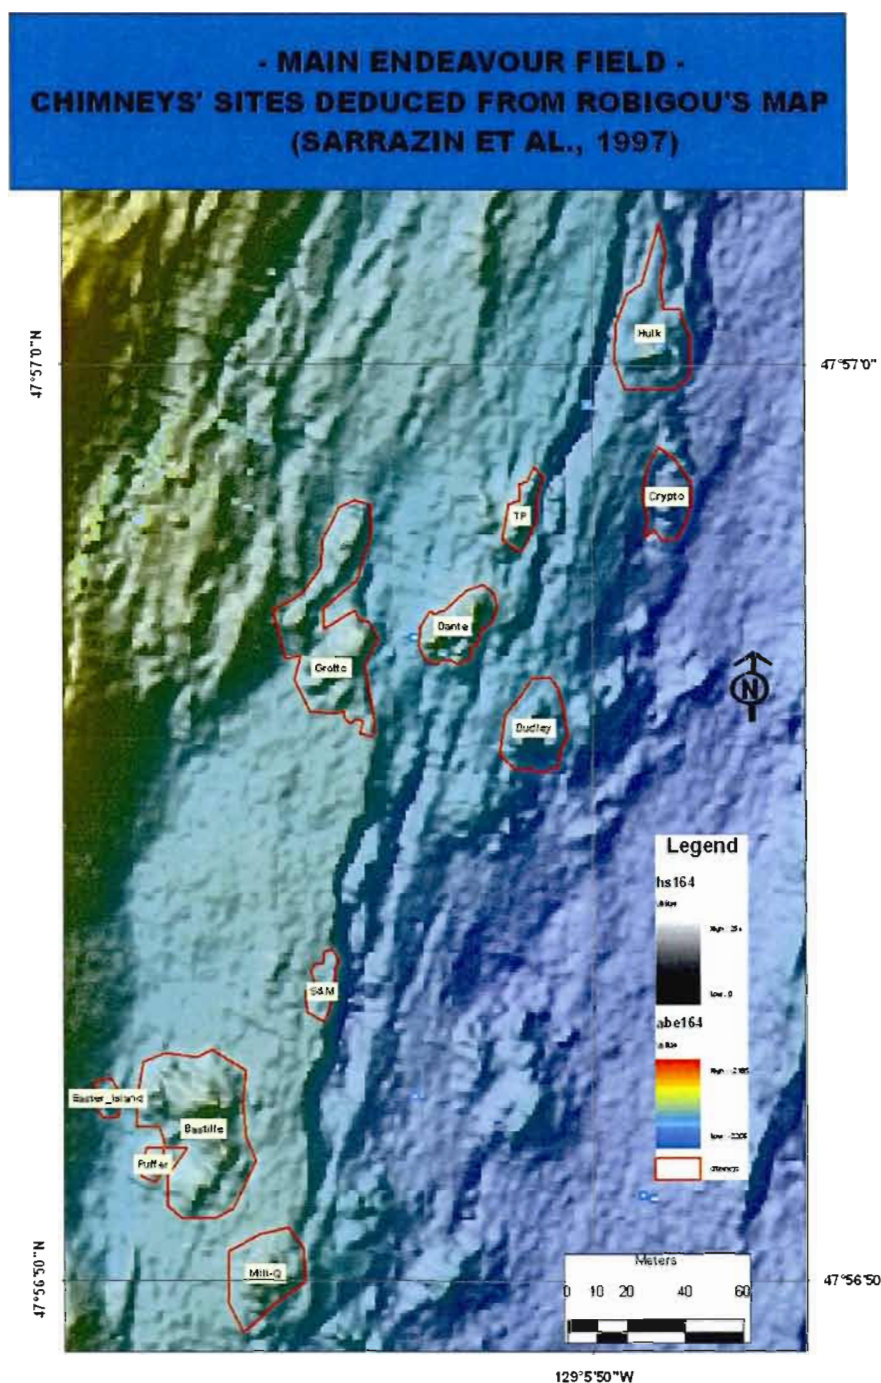 - MAIN ENDEAVOUR FIELD -
CHIMNEYS' SITES DEDUCED FROM ROBIGOU'S MAP
(SARRAZIN ET AL., 1997)
Hulk
47°57'0"N
47°57'0"
Crypto
TP
Dante
Grotto
N
Dudley
Legend
hs164
S&M
abe164
Easter_Island
Bastille
Puffer
Milli-Q
Meters
0 10 20 40 60
47°56'50"N
47°56'50
129°5'50"W